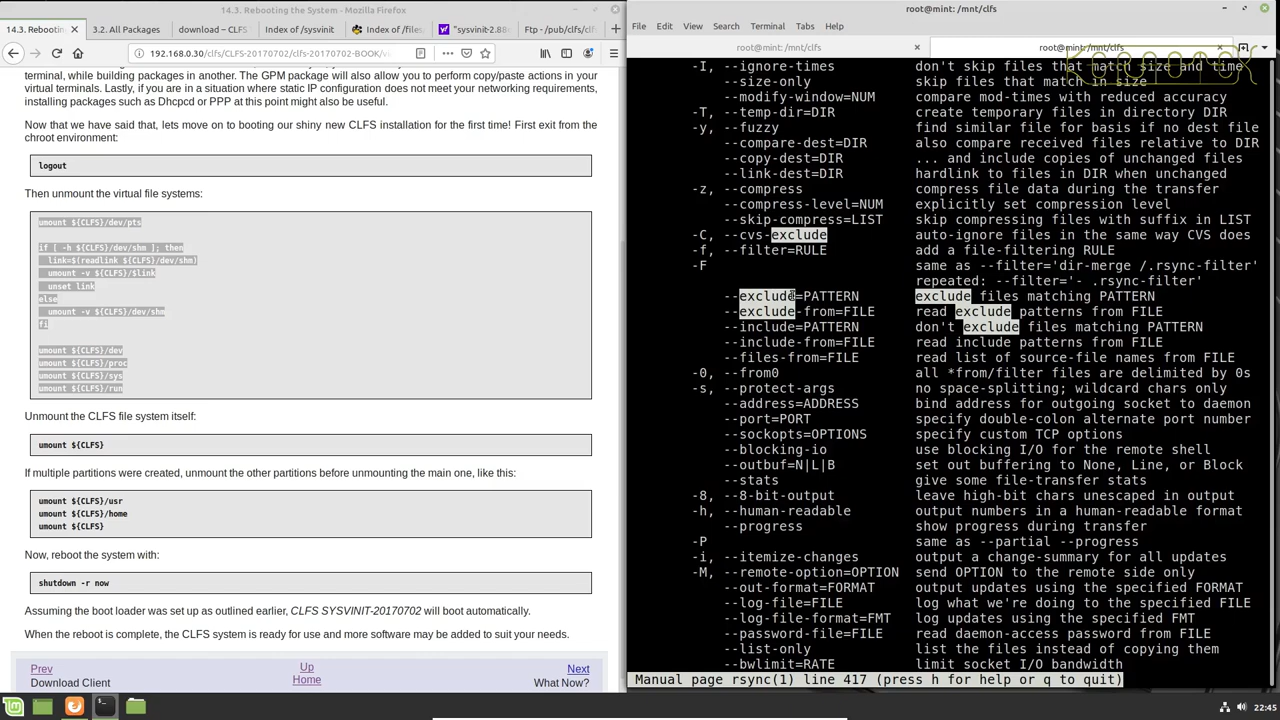 14.3. Rebooting the System - Mozilla Firefox
14.3. Rebootin
3.2. All Packages
download – CLFS
Index of /sysvinit
Index of /files
"sysvinit-2.88
Ftp - /pub/clfs/
192.168.0.30/clfs/CLFS-20170702/clfs-20170702-BOOK/
terminal, while building packages in another. The GPM package will also allow you to perform copy/paste actions in your
virtual terminals. Lastly, if you are in a situation where static IP configuration does not meet your networking requirements,
installing packages such as Dhcpcd or PPP at this point might also be useful.
Now that we have said that, lets move on to booting our shiny new CLFS installation for the first time! First exit from the
chroot environment:
logout
Then unmount the virtual file systems:
umount ${CLFS}/dev/pts
if [ -h ${CLFS}/dev/shm ]; then
link=$(readlink ${CLFS}/dev/shm)
umount -v ${CLFS}/$link
unset link
else
umount -v ${CLFS}/dev/shm
fi
umount ${CLFS}/dev
umount ${CLFS}/proc
umount ${CLFS}/sys
umount ${CLFS}/run
Unmount the CLFS file system itself:
umount ${CLFS}
If multiple partitions were created, unmount the other partitions before unmounting the main one, like this:
umount ${CLFS}/usr
umount ${CLFS}/home
umount ${CLFS}
Now, reboot the system with:
shutdown -r now
Assuming the boot loader was set up as outlined earlier, CLFS SYSVINIT-20170702 will boot automatically.
When the reboot is complete, the CLFS system is ready for use and more software may be added to suit your needs.
Prev Up Next
Download Client Home What Now?
root@mint: /mnt/clfs
File Edit View Search Terminal Tabs Help
root@mint: /mnt/clfs
root@mint: /mnt/clfs
-I, --ignore-times don't skip files that match size and time
--size-only skip files that match in size
--modify-window=NUM compare mod-times with reduced accuracy
-T, --temp-dir=DIR create temporary files in directory DIR
-y, --fuzzy find similar file for basis if no dest file
--compare-dest=DIR also compare received files relative to DIR
--copy-dest=DIR ... and include copies of unchanged files
--link-dest=DIR hardlink to files in DIR when unchanged
-z, --compress compress file data during the transfer
--compress-level=NUM explicitly set compression level
--skip-compress=LIST skip compressing files with suffix in LIST
-C, --cvs-exclude auto-ignore files in the same way CVS does
-f, --filter=RULE add a file-filtering RULE
-F same as --filter='dir-merge /.rsync-filter'
repeated: --filter='- .rsync-filter'
--exclude=PATTERN exclude files matching PATTERN
--exclude-from=FILE read exclude patterns from FILE
--include=PATTERN don't exclude files matching PATTERN
--include-from=FILE read include patterns from FILE
--files-from=FILE read list of source-file names from FILE
-0, --from0 all *from/filter files are delimited by 0s
-s, --protect-args no space-splitting; wildcard chars only
--address=ADDRESS bind address for outgoing socket to daemon
--port=PORT specify double-colon alternate port number
--sockopts=OPTIONS specify custom TCP options
--blocking-io use blocking I/O for the remote shell
--outbuf=N|L|B set out buffering to None, Line, or Block
--stats give some file-transfer stats
-8, --8-bit-output leave high-bit chars unescaped in output
-h, --human-readable output numbers in a human-readable format
--progress show progress during transfer
-P same as --partial --progress
-i, --itemize-changes output a change-summary for all updates
-M, --remote-option=OPTION send OPTION to the remote side only
--out-format=FORMAT output updates using the specified FORMAT
--log-file=FILE log what we're doing to the specified FILE
--log-file-format=FMT log updates using the specified FMT
--password-file=FILE read daemon-access password from FILE
--list-only list the files instead of copying them
--bwlimit=RATE limit socket I/O bandwidth
Manual page rsync(1) line 417 (press h for help or q to quit)
22:45